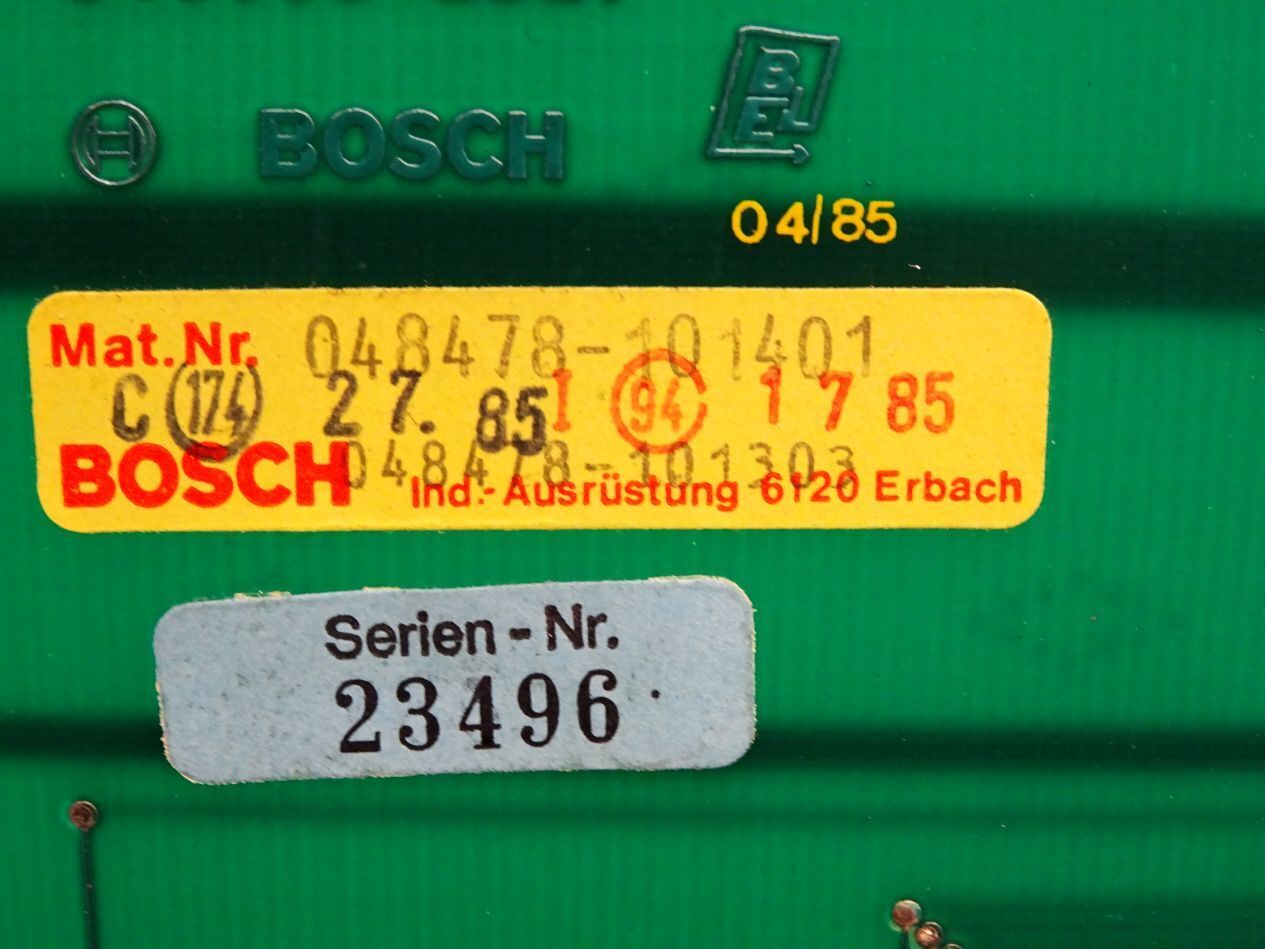 BOSCH
BEL
04/85
Mat.Nr. 048478-101401
C 174 27. 85 I 94 1 7 85
048478-101303
BOSCH Ind.-Ausrüstung 6120 Erbach
Serien-Nr.
23496